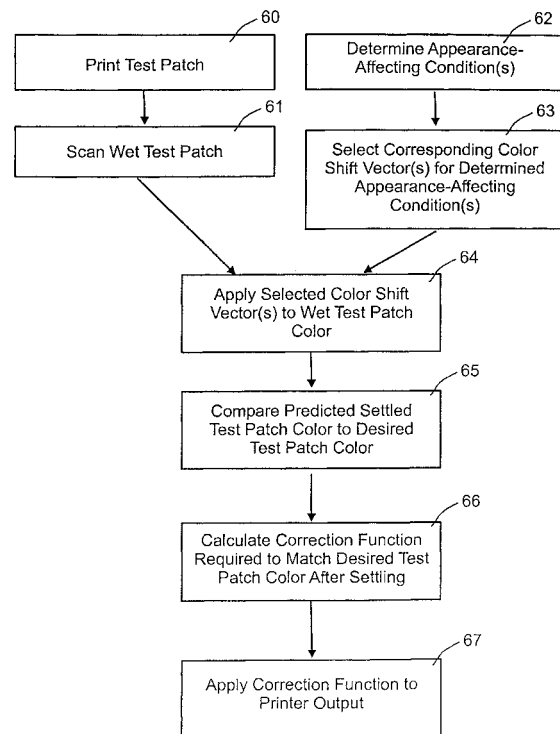 60
Print Test Patch
61
Scan Wet Test Patch
62
Determine Appearance-
Affecting Condition(s)
63
Select Corresponding Color
Shift Vector(s) for Determined
Appearance-Affecting
Condition(s)
64
Apply Selected Color Shift
Vector(s) to Wet Test Patch
Color
65
Compare Predicted Settled
Test Patch Color to Desired
Test Patch Color
66
Calculate Correction Function
Required to Match Desired Test
Patch Color After Settling
67
Apply Correction Function to
Printer Output